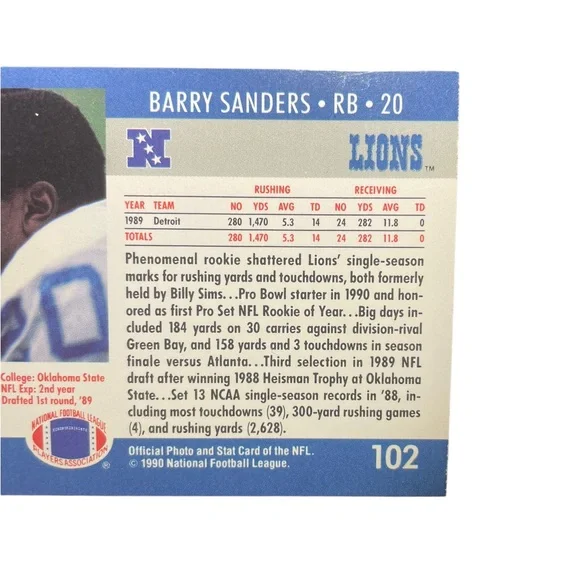 BARRY SANDERS • RB • 20
N
LIONS™
RUSHING RECEIVING
YEAR TEAM NO YDS AVG TD NO YDS AVG TD
1989 Detroit 280 1,470 5.3 14 24 282 11.8 0
TOTALS 280 1,470 5.3 14 24 282 11.8 0
Phenomenal rookie shattered Lions' single-season
marks for rushing yards and touchdowns, both formerly
held by Billy Sims...Pro Bowl starter in 1990 and hon-
ored as first Pro Set NFL Rookie of Year...Big days in-
cluded 184 yards on 30 carries against division-rival
Green Bay, and 158 yards and 3 touchdowns in season
finale versus Atlanta...Third selection in 1989 NFL
draft after winning 1988 Heisman Trophy at Oklahoma
State...Set 13 NCAA single-season records in '88, in-
cluding most touchdowns (39), 300-yard rushing games
(4), and rushing yards (2,628).
0
College: Oklahoma State
NFL Exp: 2nd year
Drafted 1st round, '89
NATIONAL FOOTBALL LEAGUE
PLAYERS ASSOCIATION
®
Official Photo and Stat Card of the NFL.
© 1990 National Football League.
102